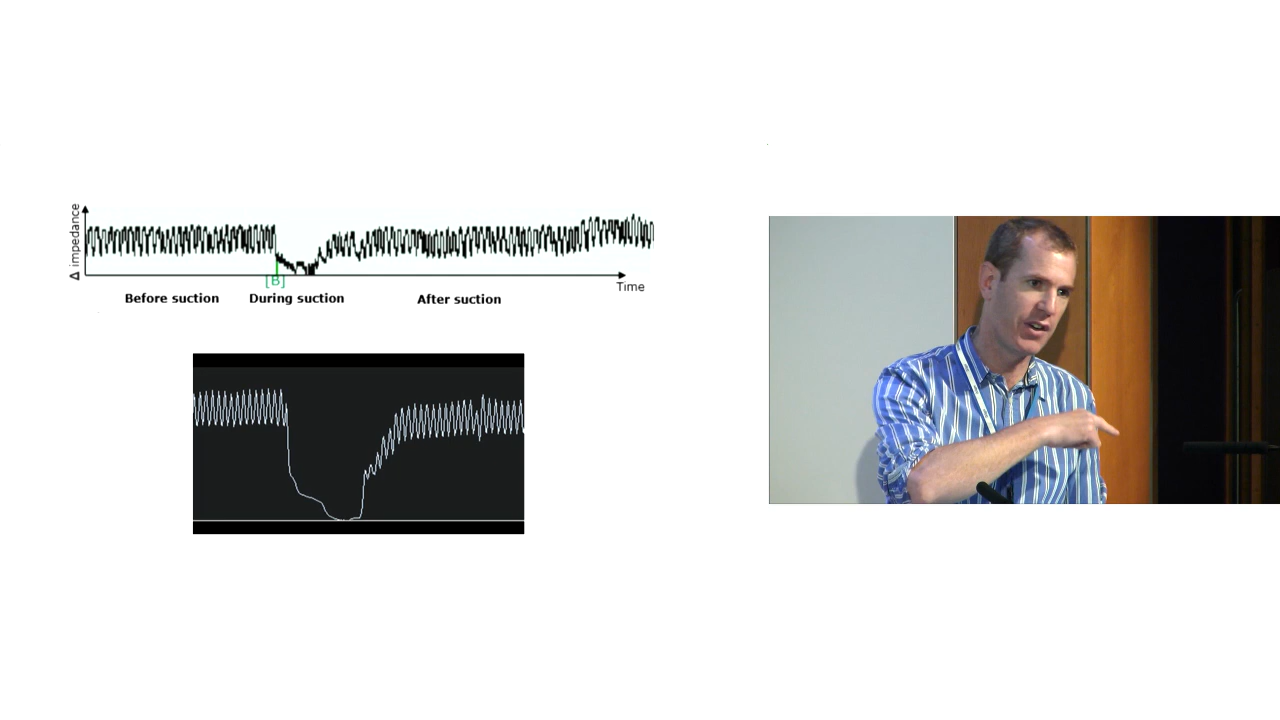 Δ impedance
[B]
Time
Before suction
During suction
After suction